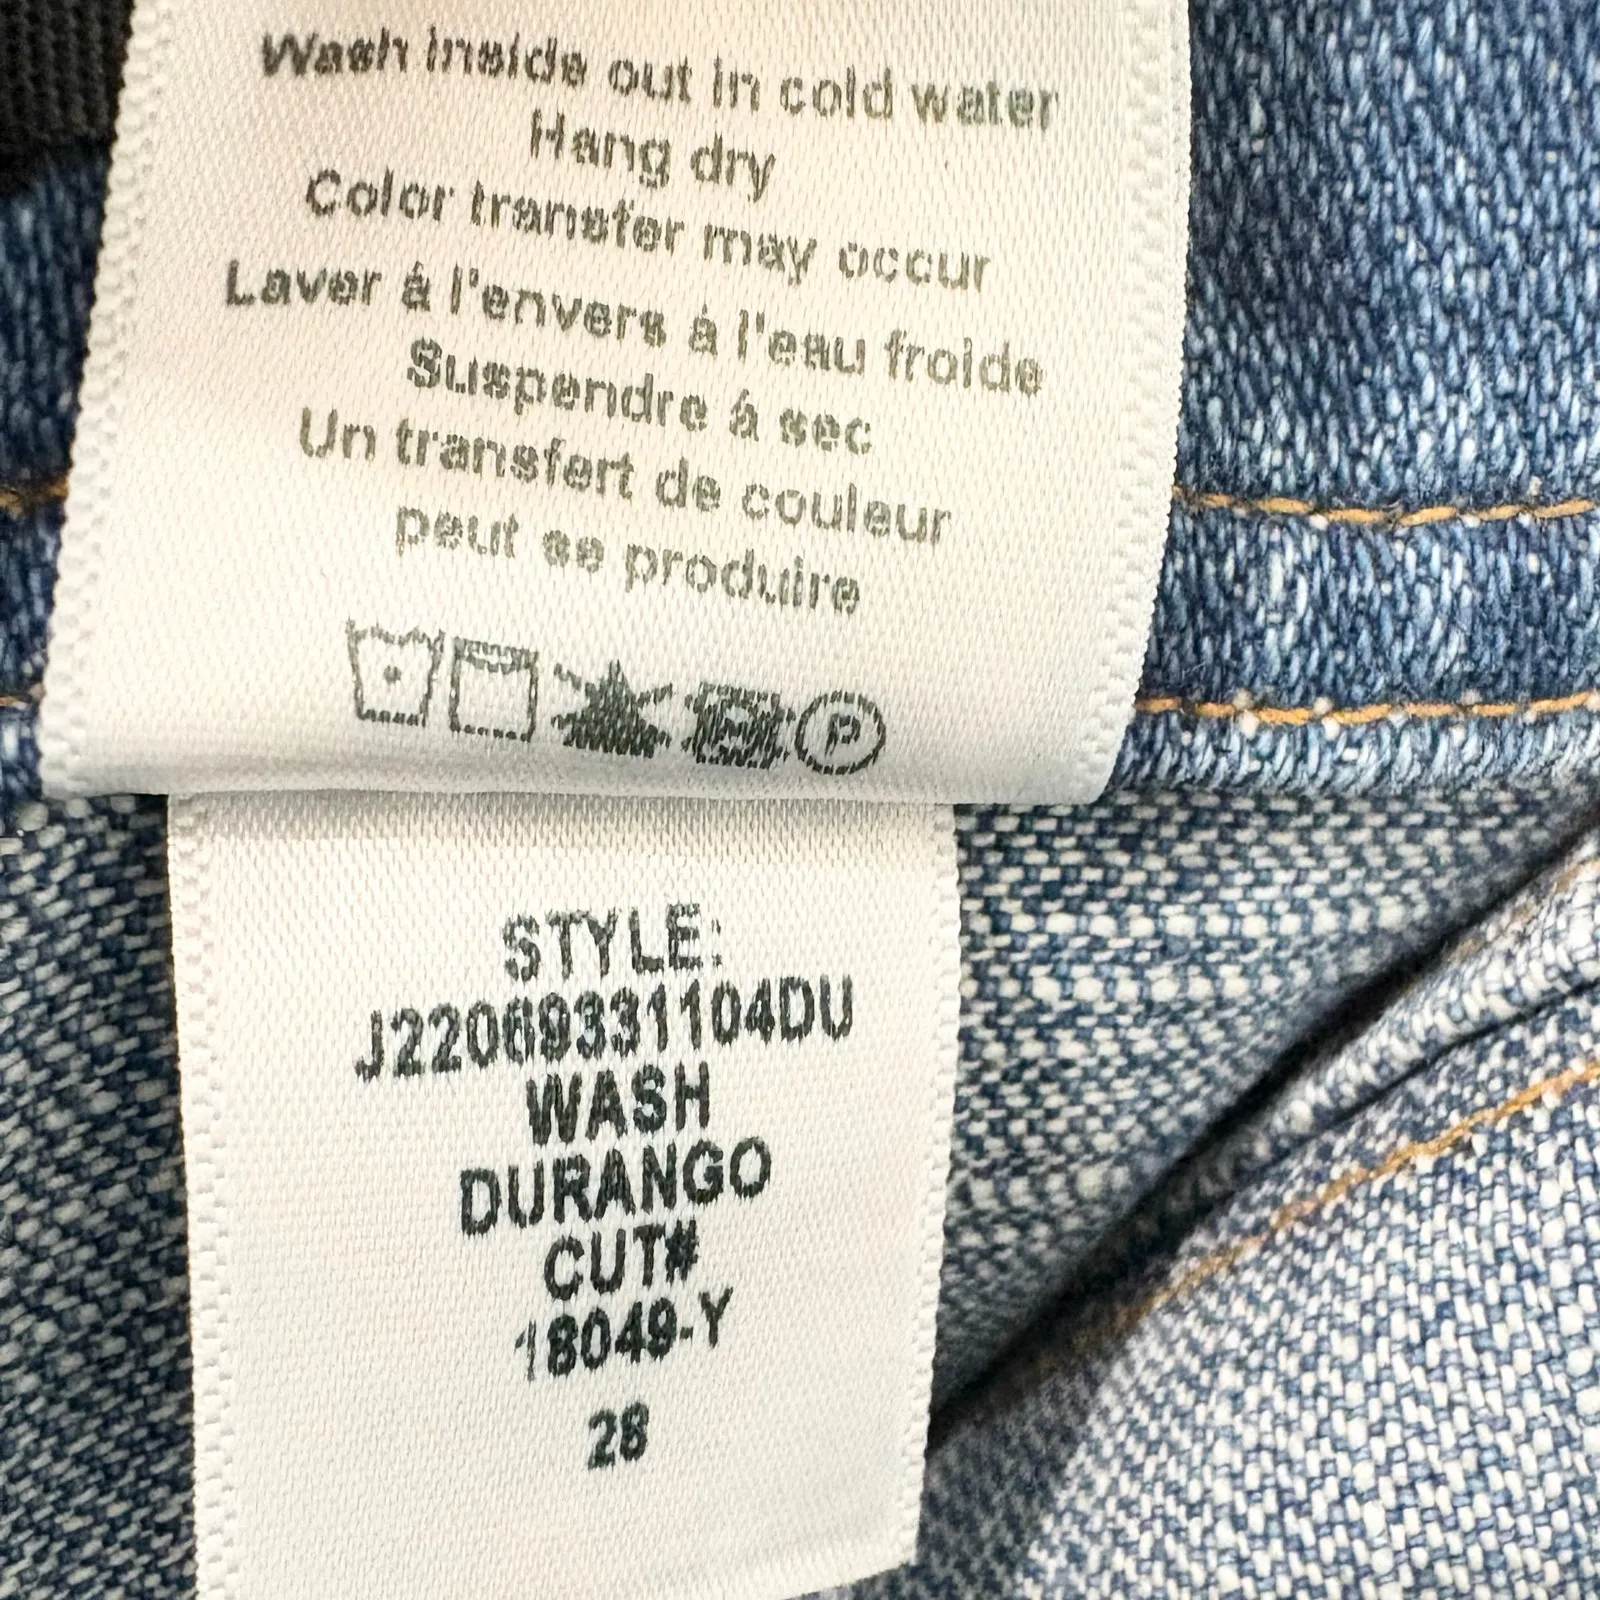 Wash inside out in cold water
Hang dry
Color transfer may occur
Laver á l'envers à l'eau froide
Suspendre á sec
Un transfert de couleur
peut se produire
P
STYLE:
J22069331104DU
WASH
DURANGO
CUT#
18049-Y
28